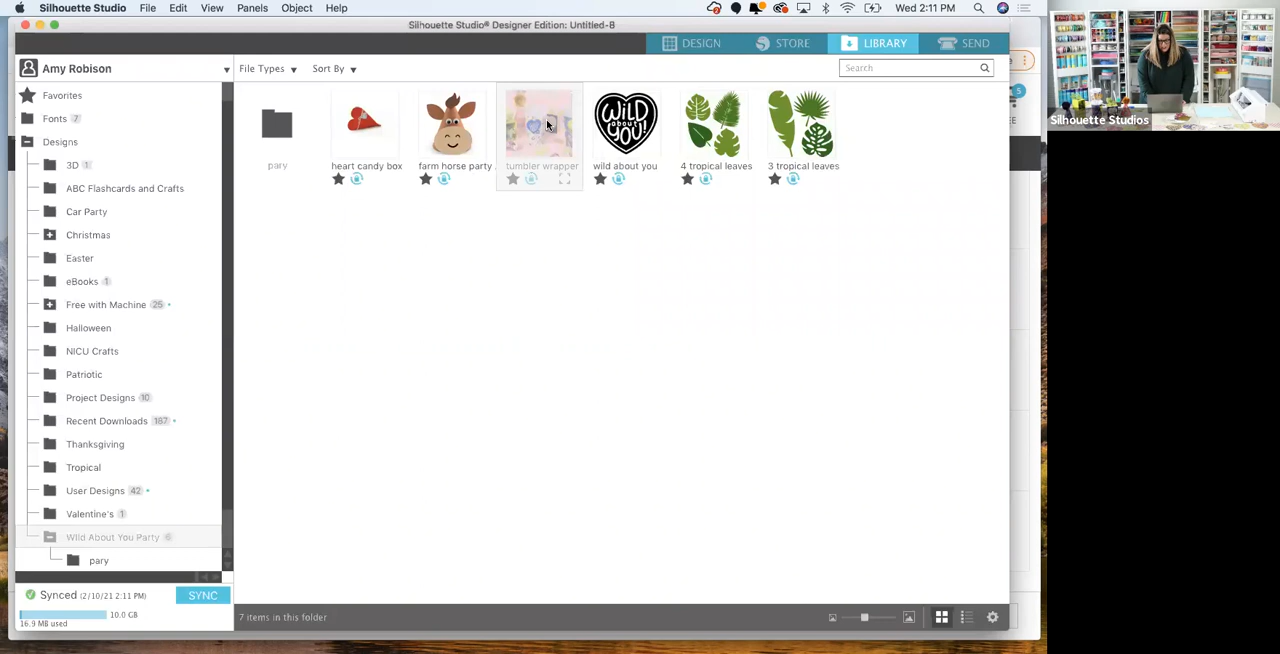 Silhouette Studio File Edit View Panels Object Help
2
Wed 2:11 PM
Silhouette Studio® Designer Edition: Untitled-8
DESIGN STORE LIBRARY SEND
Amy Robison
File Types Sort By
Search
Favorites
Fonts 7
Designs
3D 1
ABC Flashcards and Crafts
Car Party
Christmas
Easter
eBooks 1
Free with Machine 25
Halloween
NICU Crafts
Patriotic
Project Designs 10
Recent Downloads 167
Thanksgiving
Tropical
User Designs 42
Valentine's 1
Wild About You Party
pary
pary
heart candy box
farm horse party
tumbler wrapper
WILD
about
YOU!
wild about you
4 tropical leaves
3 tropical leaves
Synced (2/10/21 2:11 PM)
SYNC
10.0 GB
16.9 MB used
7 items in this folder
5
Silhouette Studios